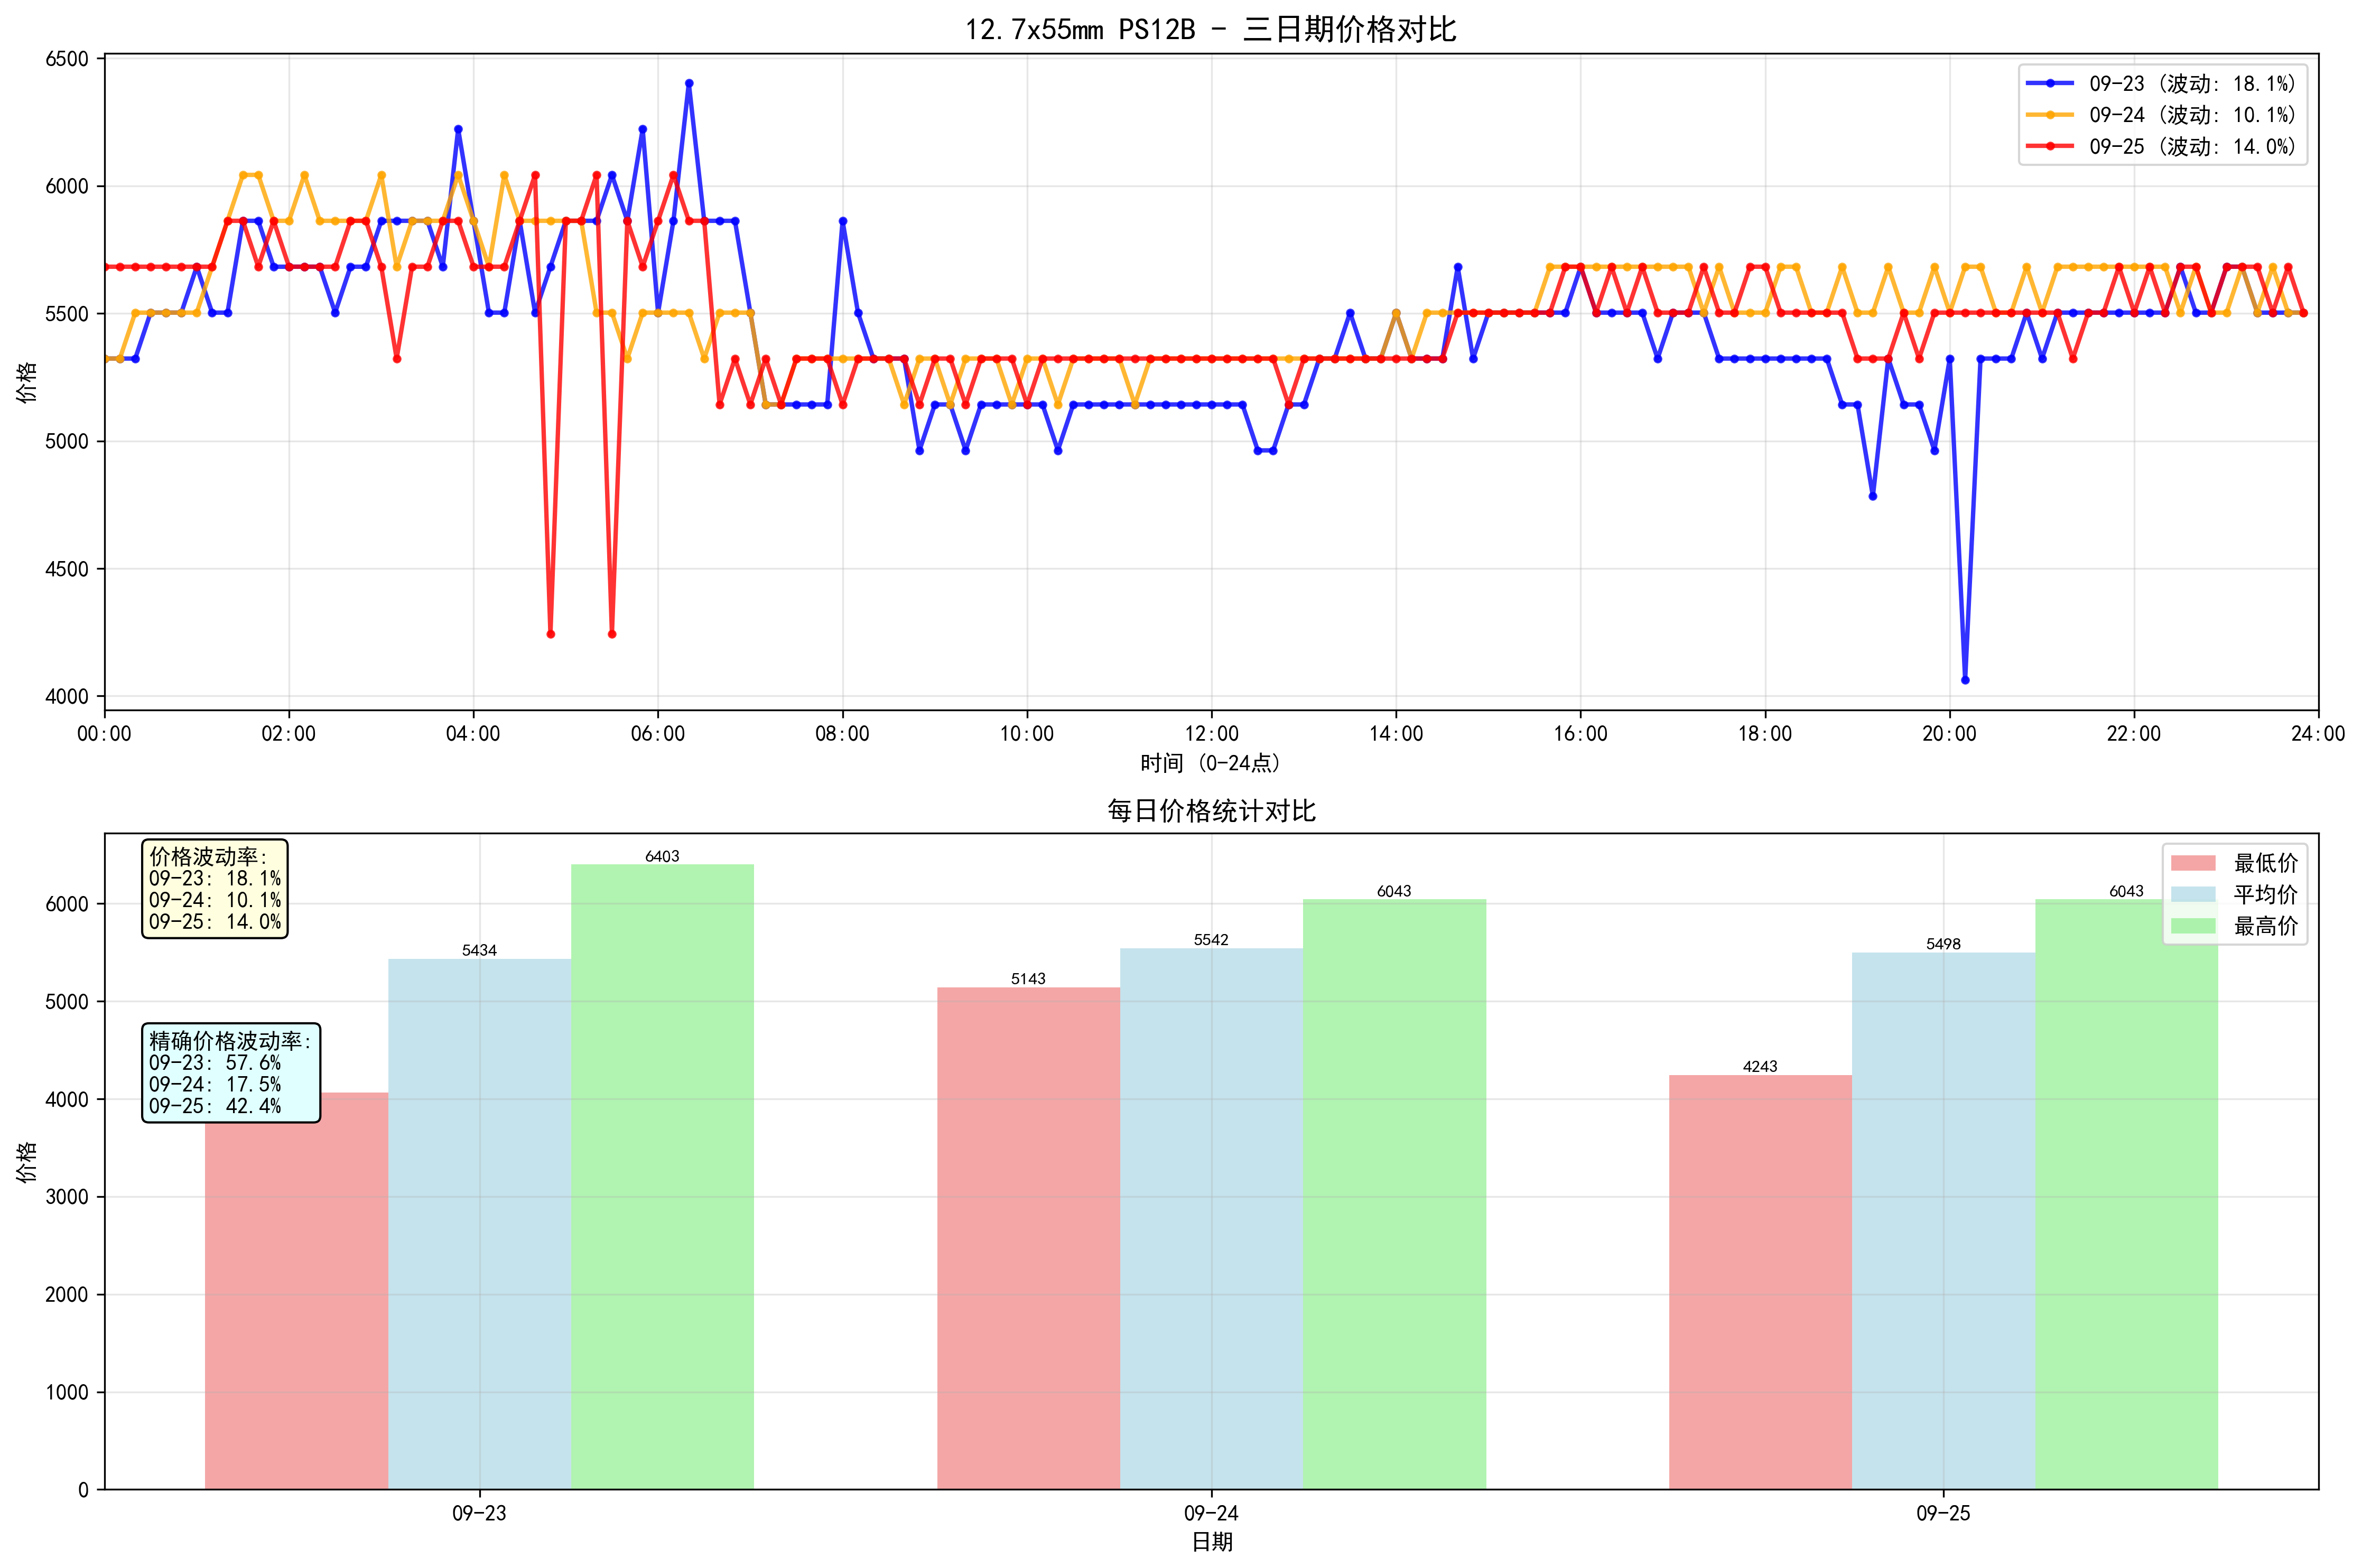 12.7x55mm PS12B - 三日期价格对比
09-23 (波动: 18.1%)
09-24 (波动: 10.1%)
09-25 (波动: 14.0%)
价格
6500
6000
5500
5000
4500
4000
00:00 02:00 04:00 06:00 08:00 10:00 12:00 14:00 16:00 18:00 20:00 22:00 24:00
时间 (0-24点)
每日价格统计对比
价格波动率:
09-23: 18.1%
09-24: 10.1%
09-25: 14.0%
精确价格波动率:
09-23: 57.6%
09-24: 17.5%
09-25: 42.4%
最低价
平均价
最高价
5434
6403
5143
5542
6043
4243
5498
6043
价格
6000
5000
4000
3000
2000
1000
0
09-23 09-24 09-25
日期